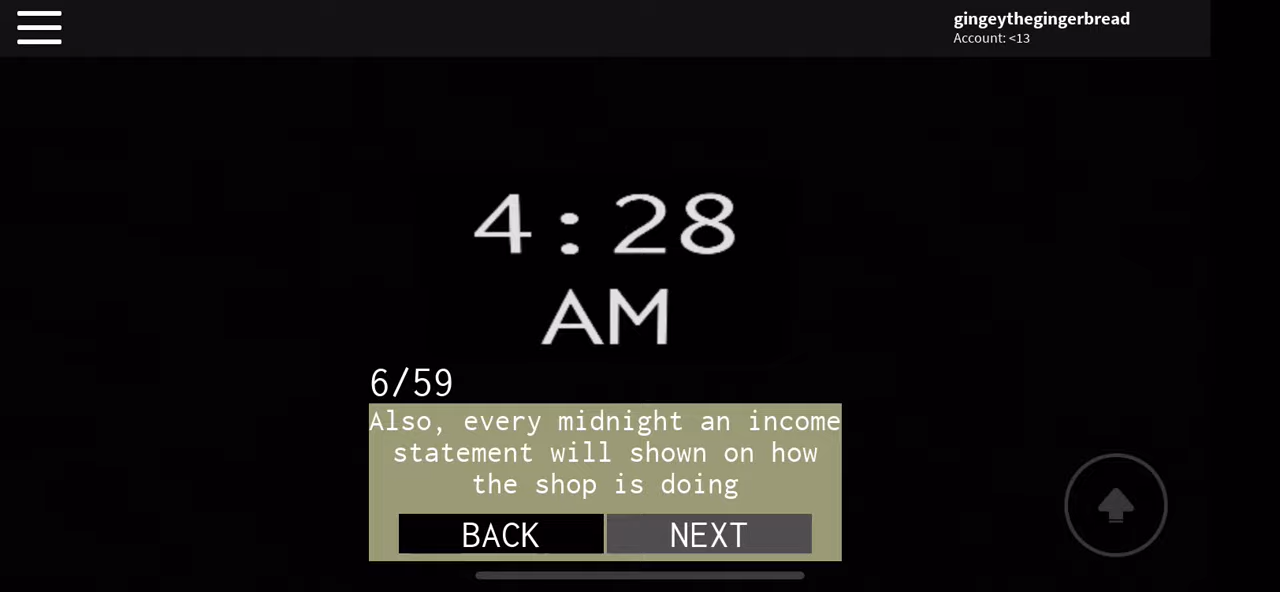 gingeythegingerbread
Account: <13
4:28
AM
6/59
Also, every midnight an income
statement will shown on how
the shop is doing
BACK NEXT